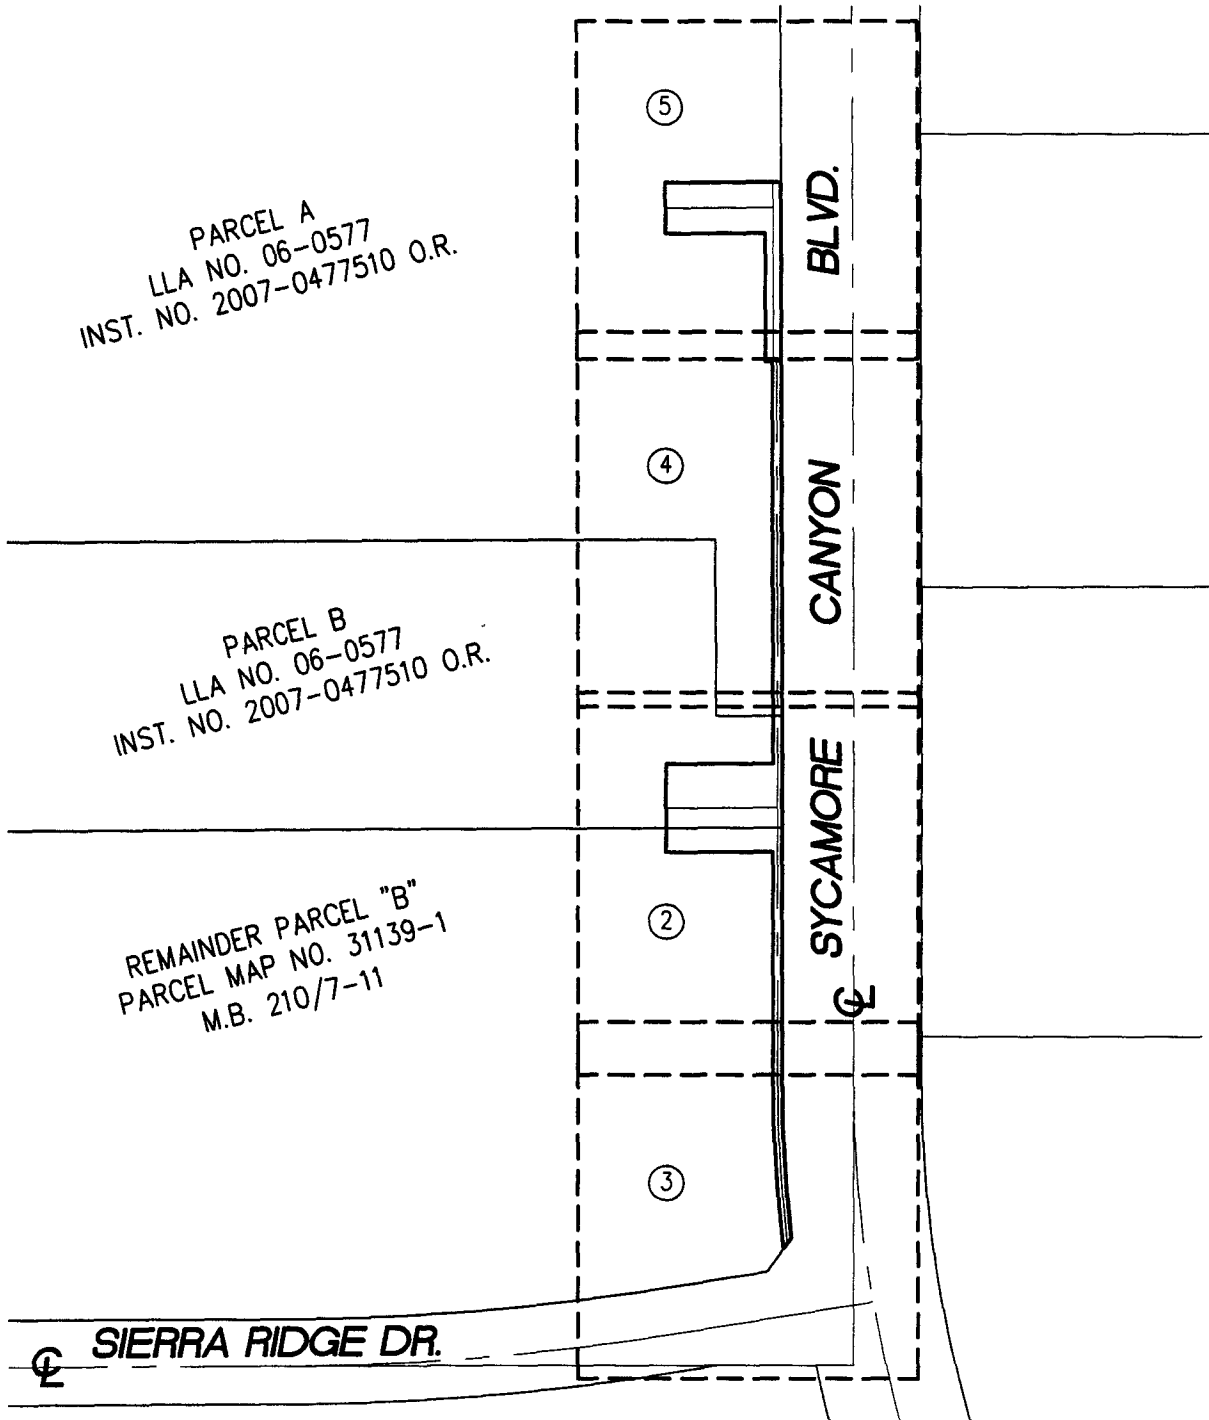 5
BLVD.
PARCEL A
LLA NO. 06-0577
INST. NO. 2007-0477510 O.R.
4
CANYON
PARCEL B
LLA NO. 06-0577
INST. NO. 2007-0477510 O.R.
SYCAMORE
2
REMAINDER PARCEL "B"
PARCEL MAP NO. 31139-1
M.B. 210/7-11
℄
3
℄ SIERRA RIDGE DR.